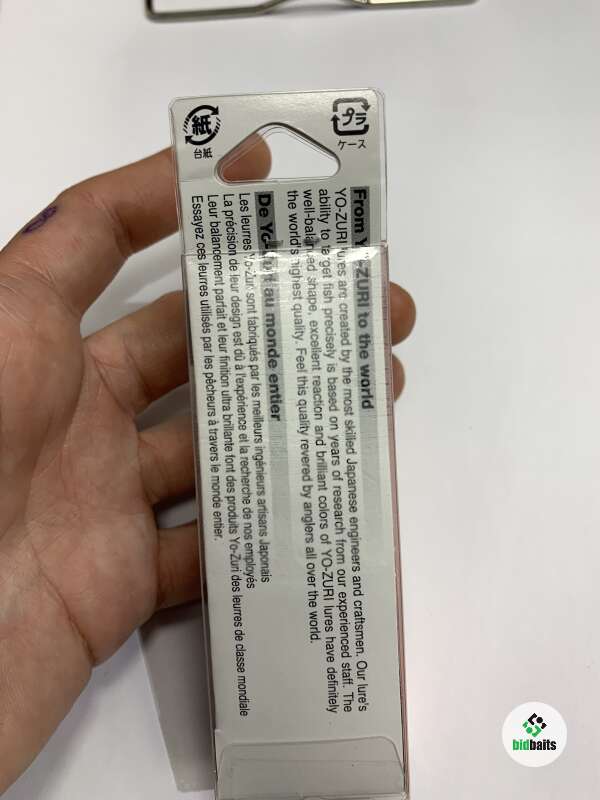 紙
台紙
プラ
ケース
From YO-ZURI to the world
YO-ZURI lures are created by the most skilled Japanese engineers and craftsmen. Our lure's
ability to target fish precisely is based on years of research from our experienced staff. The
well-balanced shape, excellent reaction and brilliant colors of YO-ZURI lures have definitely
the world's highest quality. Feel this quality revered by anglers all over the world.
De Yo-Zuri au monde entier
Les leurres Yo-Zuri sont fabriqués par les meilleurs ingénieurs artisans Japonais
La précision de leur design est dû à l'expérience et la recherche de nos employés
Leur balancement parfait et leur finition ultra brillante font des produits Yo-Zuri des leurres de classe mondiale
Essayez ces leurres utilisés par les pêcheurs à travers le monde entier.
bidbaits